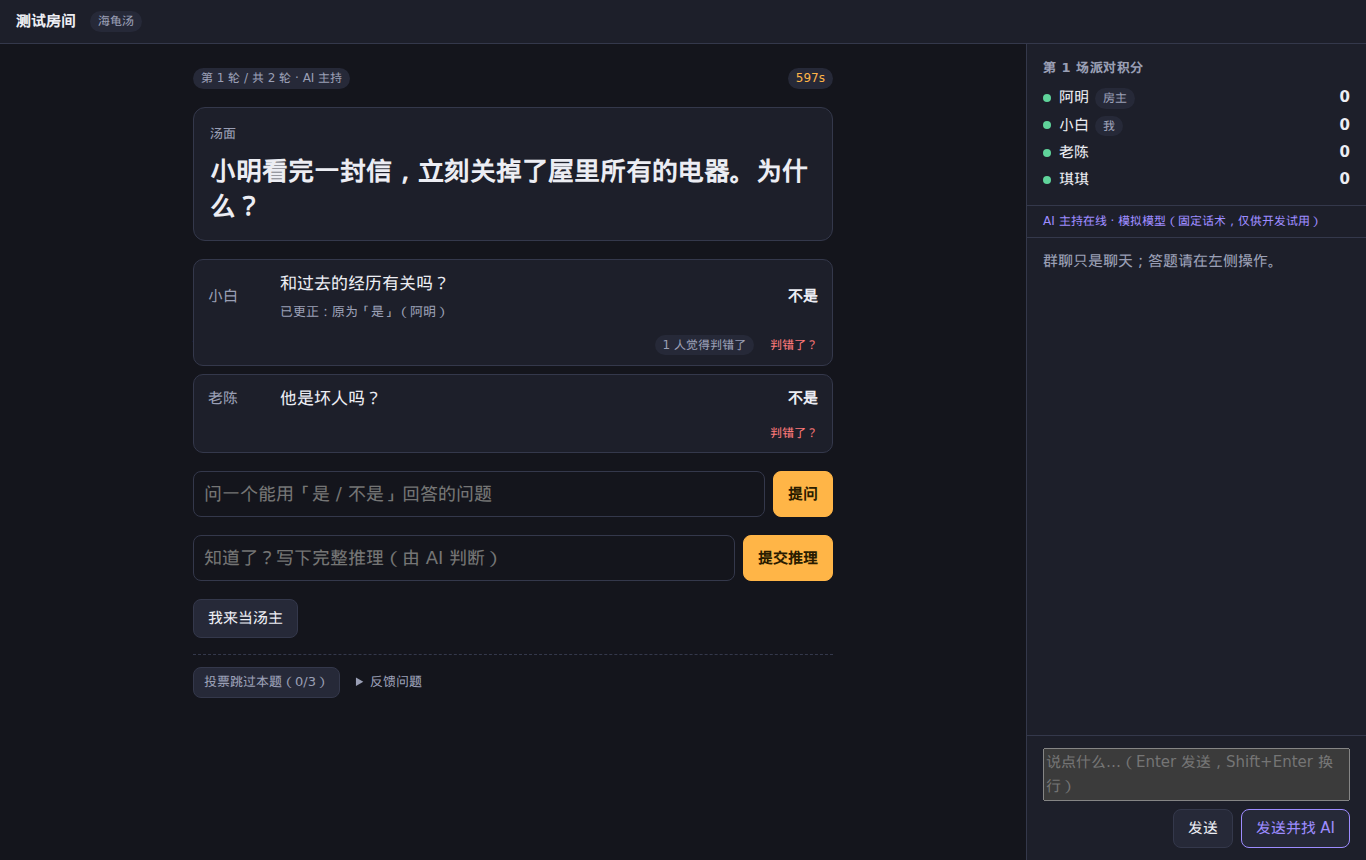 测试房间 海龟汤
第 1 轮 / 共 2 轮 · AI 主持 597s
汤面
小明看完一封信，立刻关掉了屋里所有的电器。为什
么？
小白 和过去的经历有关吗？ 不是
已更正：原为「是」（阿明）
1 人觉得判错了 判错了？
老陈 他是坏人吗？ 不是
判错了？
问一个能用「是 / 不是」回答的问题 提问
知道了？写下完整推理（由 AI 判断） 提交推理
我来当汤主
投票跳过本题（0/3） ▶ 反馈问题
第 1 场派对积分
阿明 房主 0
小白 我 0
老陈 0
琪琪 0
AI 主持在线 · 模拟模型（固定话术，仅供开发试用）
群聊只是聊天；答题请在左侧操作。
说点什么…（Enter 发送，Shift+Enter 换
行）
发送 发送并找 AI